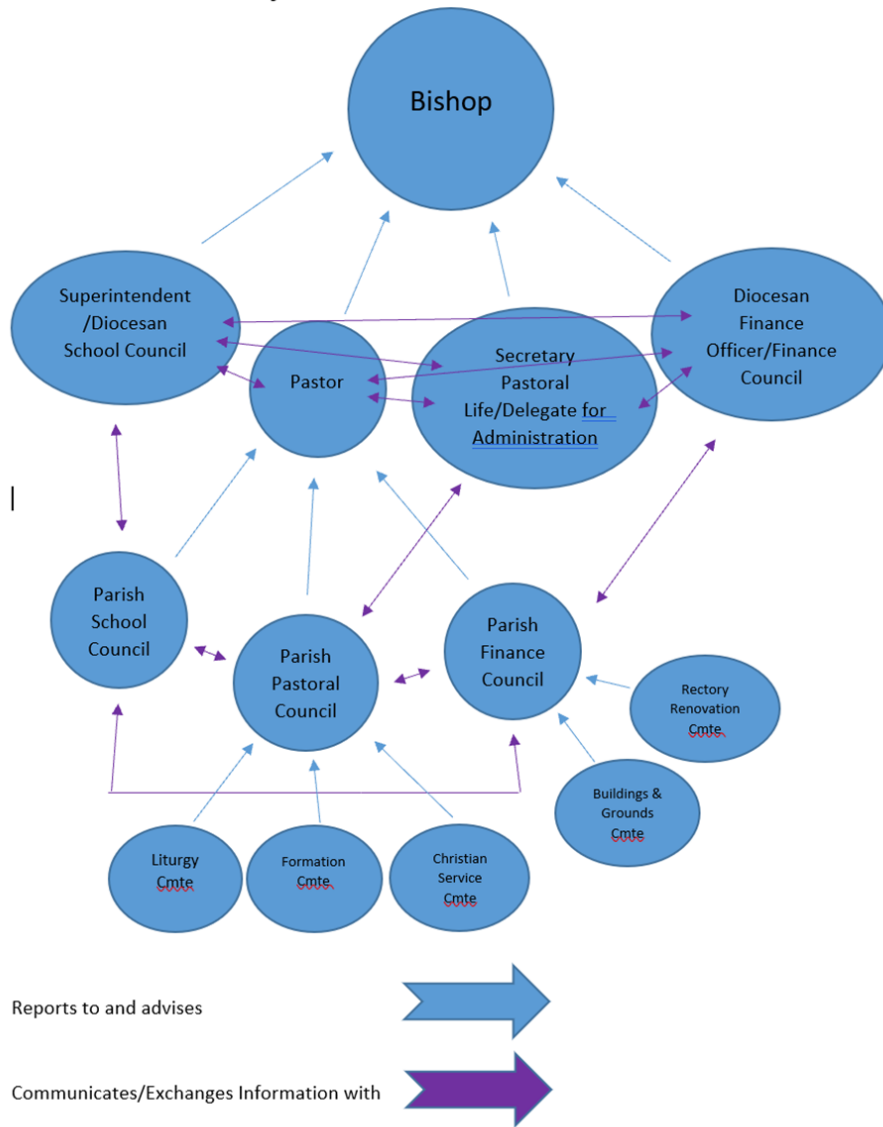 Bishop
Superintendent
/Diocesan
School Council
Pastor
Secretary
Pastoral
Life/Delegate for
Administration
Diocesan
Finance
Officer/Finance
Council
Parish
School
Council
Parish
Pastoral
Council
Parish
Finance
Council
Rectory
Renovation
Cmte
Buildings &
Grounds
Cmte
Liturgy
Cmte
Formation
Cmte
Christian
Service
Cmte
Reports to and advises
Communicates/Exchanges Information with